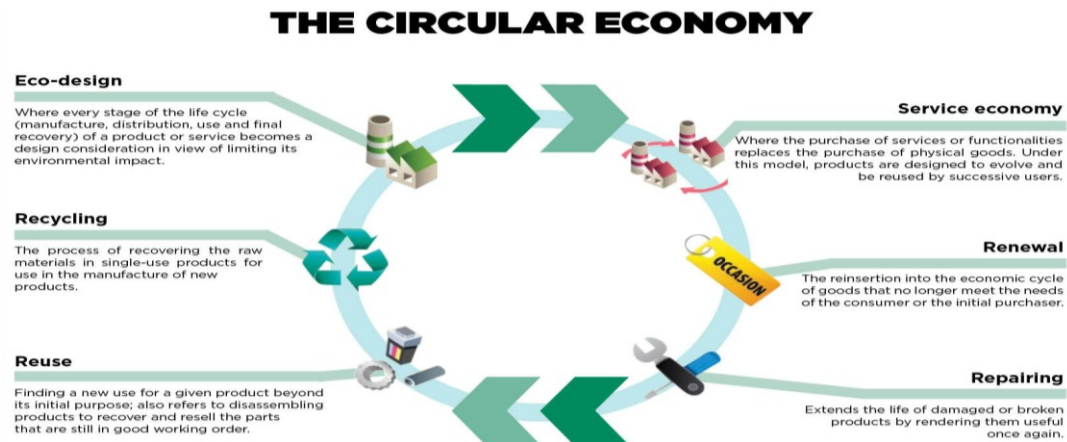 THE CIRCULAR ECONOMY
Eco-design
Where every stage of the life cycle
(manufacture, distribution, use and final
recovery) of a product or service becomes a
design consideration in view of limiting its
environmental impact.
Service economy
Where the purchase of services or functionalities
replaces the purchase of physical goods. Under
this model, products are designed to evolve and
be reused by successive users.
Recycling
The process of recovering the raw
materials in single-use products for
use in the manufacture of new
products.
OCCASION
Renewal
The reinsertion into the economic cycle
of goods that no longer meet the needs
of the consumer or the initial purchaser.
Reuse
Finding a new use for a given product beyond
its initial purpose; also refers to disassembling
products to recover and resell the parts
that are still in good working order.
Repairing
Extends the life of damaged or broken
products by rendering them useful
once again.